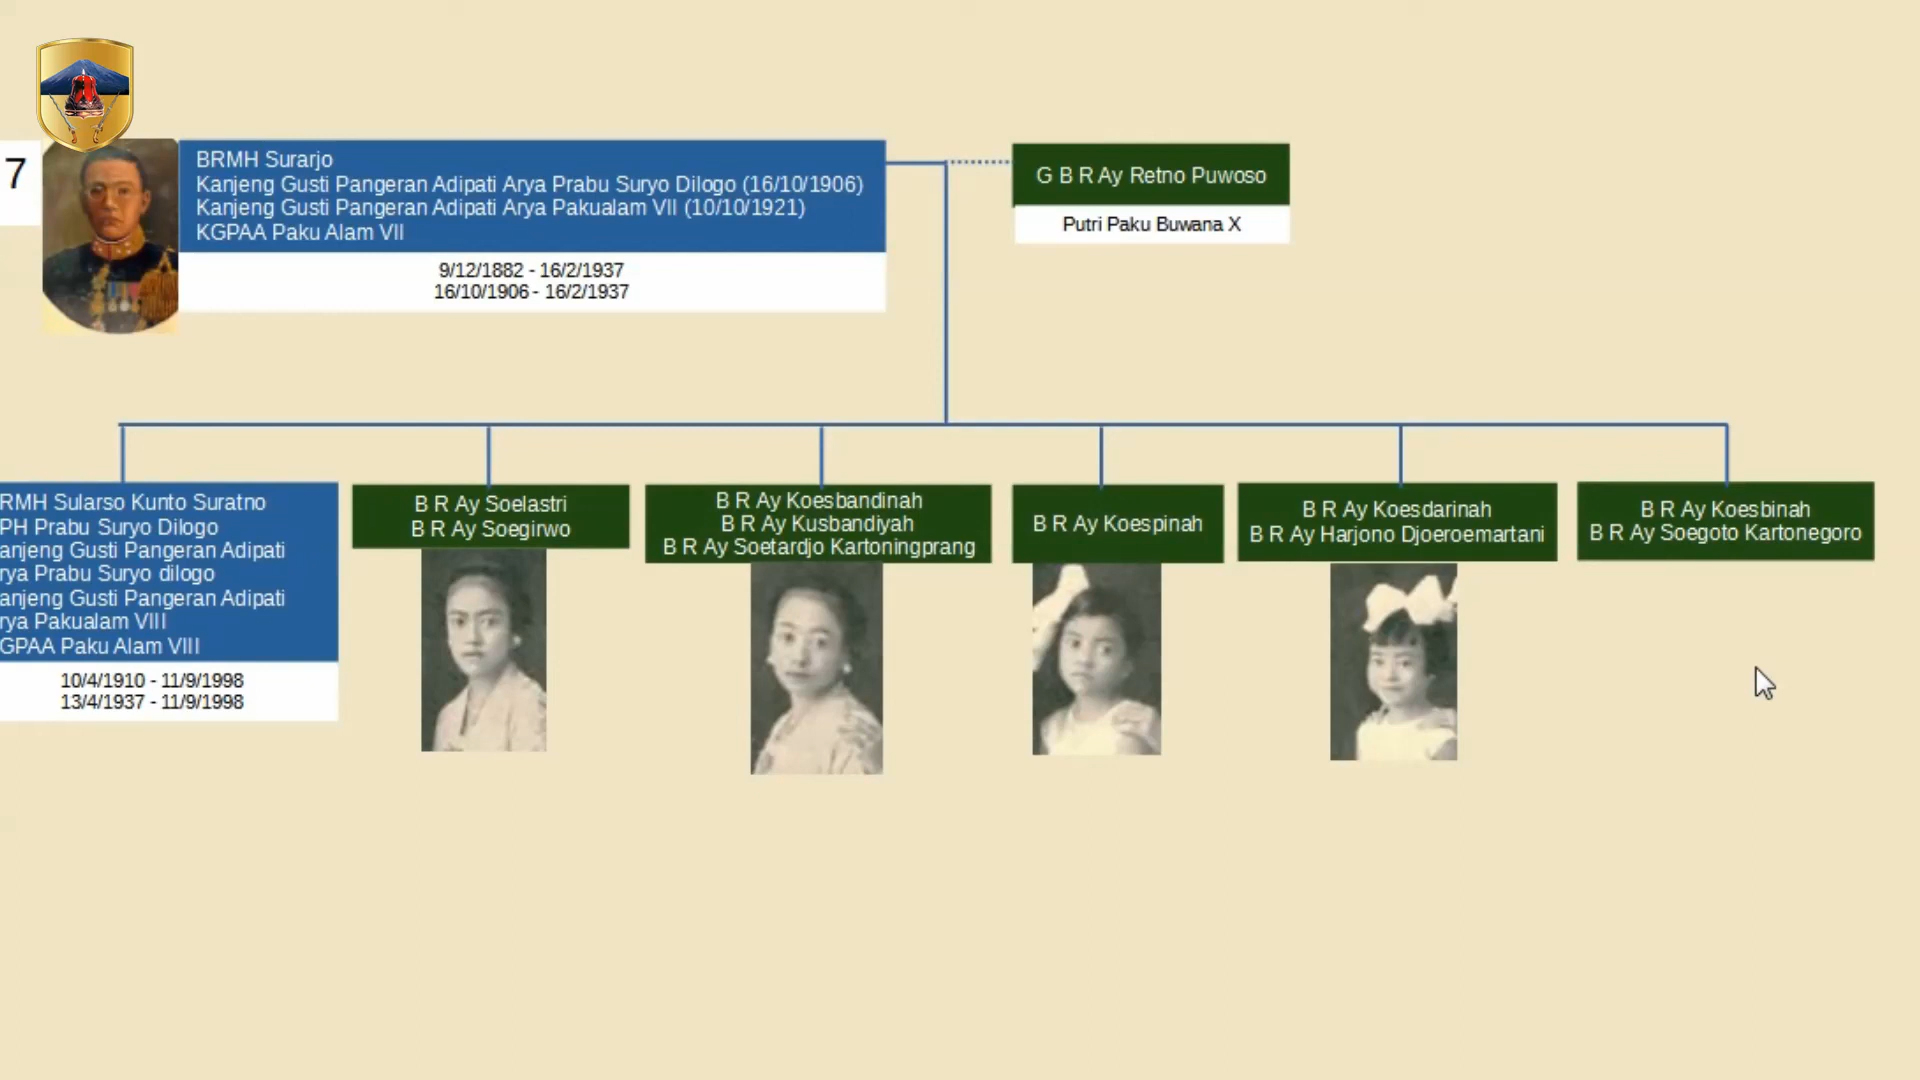 7
BRMH Surarjo
Kanjeng Gusti Pangeran Adipati Arya Prabu Suryo Dilogo (16/10/1906)
Kanjeng Gusti Pangeran Adipati Arya Pakualam VII (10/10/1921)
KGPAA Paku Alam VII
9/12/1882 - 16/2/1937
16/10/1906 - 16/2/1937
G B R Ay Retno Puwoso
Putri Paku Buwana X
RMH Sularso Kunto Suratno
PH Prabu Suryo Dilogo
anjeng Gusti Pangeran Adipati
rya Prabu Suryo dilogo
anjeng Gusti Pangeran Adipati
rya Pakualam VIII
GPAA Paku Alam VIII
10/4/1910 - 11/9/1998
13/4/1937 - 11/9/1998
B R Ay Soelastri
B R Ay Soegirwo
B R Ay Koesbandinah
B R Ay Kusbandiyah
B R Ay Soetardjo Kartoningprang
B R Ay Koespinah
B R Ay Koesdarinah
B R Ay Harjono Djoeroemartani
B R Ay Koesbinah
B R Ay Soegoto Kartonegoro